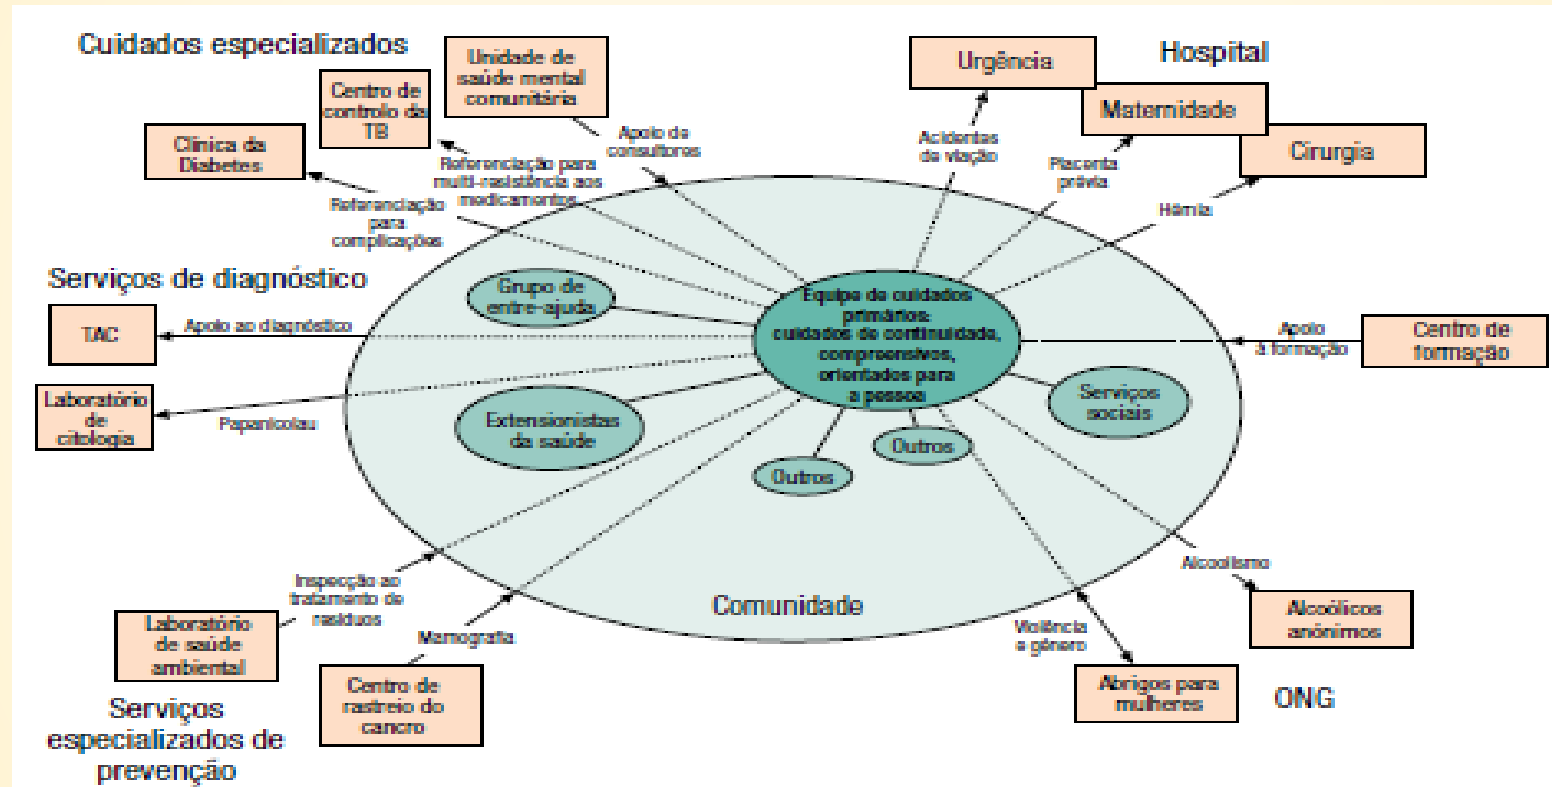 Cuidados especializados
Unidade de
saúde mental
comunitária
Centro de
controlo da
TB
Clínica da
Diabetes
Apoio de
consultores
Referenciação para
multi-resistência aos
medicamentos
Referenciação
para
complicações
Urgência
Hospital
Maternidade
Cirurgia
Acidentes
de viação
Placenta
prévia
Hérnia
Serviços de diagnóstico
TAC
Apoio ao diagnóstico
Laboratório
de
citologia
Papanicolau
Grupo de
entre-ajuda
Equipe de cuidados
primários:
cuidados de continuidade,
compreensivos,
orientados para
a pessoa
Apoio
à formação
Centro de
formação
Extensionistas
da saúde
Serviços
sociais
Outros
Outros
Comunidade
Inspecção ao
tratamento de
resíduos
Laboratório
de saúde
ambiental
Mamografia
Centro de
rastreio do
cancro
Serviços
especializados de
prevenção
Alcoolismo
Alcoólicos
anónimos
Violência
e género
Abrigos para
mulheres
ONG